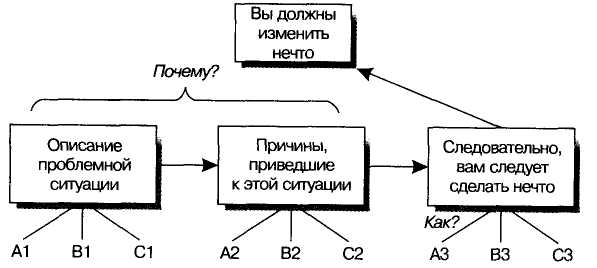 Вы должны
изменить
нечто
Почему?
Описание
проблемной
ситуации
Причины,
приведшие
к этой ситуации
Следовательно,
вам следует
сделать нечто
Как?
A1 B1 C1
A2 B2 C2
A3 B3 C3